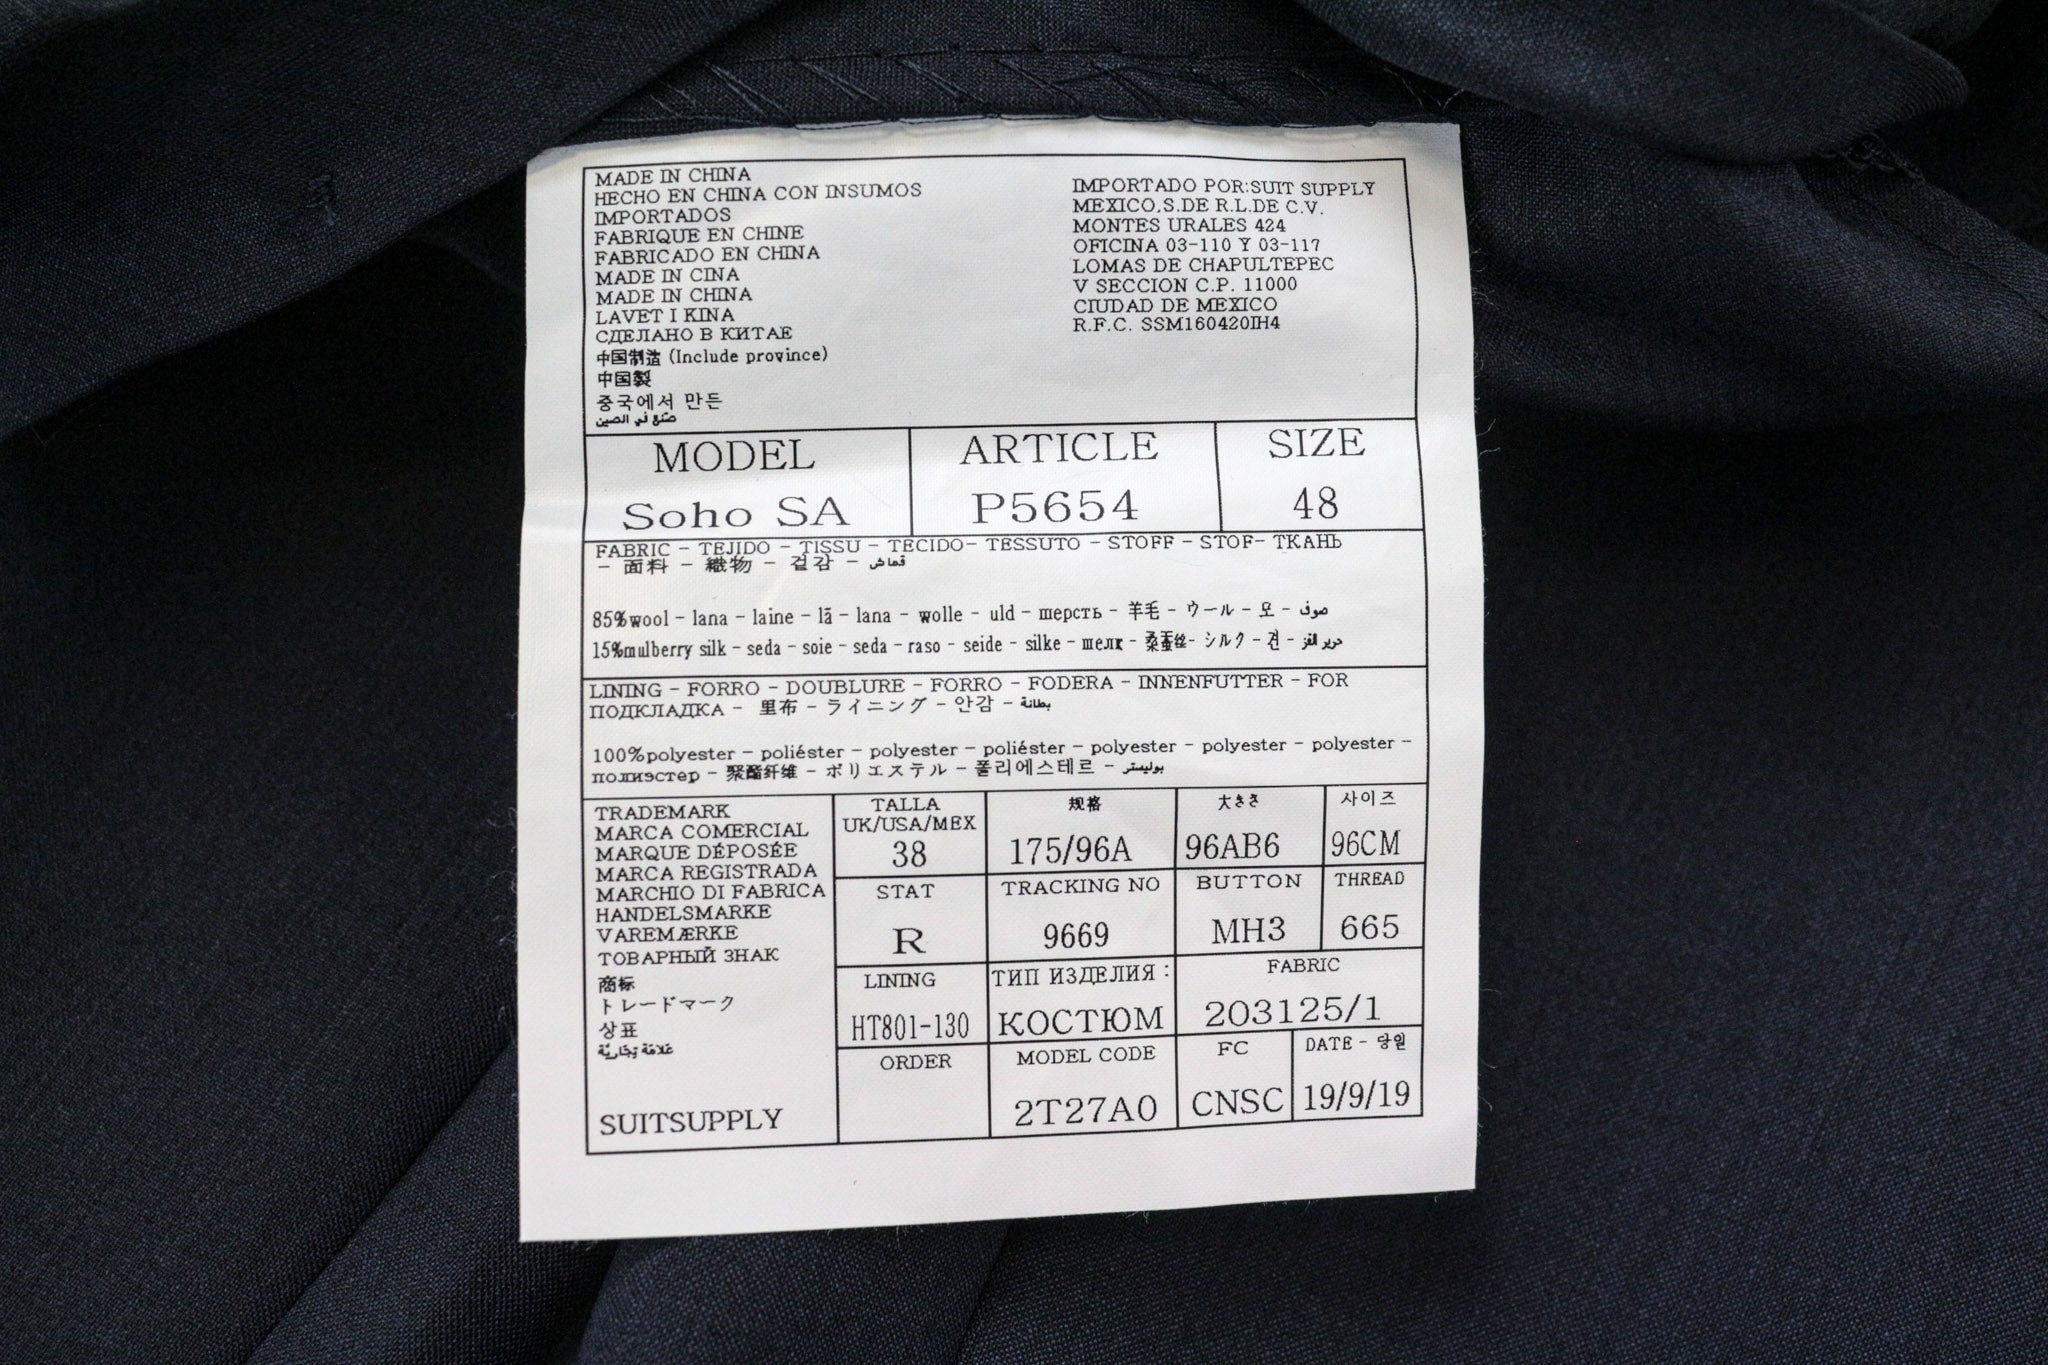 MADE IN CHINA
HECHO EN CHINA CON INSUMOS
IMPORTADOS
FABRIQUE EN CHINE
FABRICADO EN CHINA
MADE IN CINA
MADE IN CHINA
LAVET I KINA
СДЕЛАНО В КИТАЕ
中国制造 (Include province)
中国製
중국에서 만든
صنع في الصين
IMPORTADO POR:SUIT SUPPLY
MEXICO,S.DE R.L.DE C.V.
MONTES URALES 424
OFICINA 03-110 Y 03-117
LOMAS DE CHAPULTEPEC
V SECCION C.P. 11000
CIUDAD DE MEXICO
R.F.C. SSM160420IH4
MODEL
Soho SA
ARTICLE
P5654
SIZE
48
FABRIC - TEJIDO - TISSU - TECIDO- TESSUTO - STOFF - STOF- ТКАНЬ
- 面料 - 織物 - 겉감 - قماش
85%wool - lana - laine - lã - lana - wolle - uld - шерсть - 羊毛 - ウール - 모 - صوف
15%mulberry silk - seda - soie - seda - raso - seide - silke - шелк - 桑蚕丝- シルク - 견 - حرير القز
LINING - FORRO - DOUBLURE - FORRO - FODERA - INNENFUTTER - FOR
ПОДКЛАДКА - 里布 - ライニング - 안감 - بطانة
100%polyester - poliéster - polyester - poliéster - polyester - polyester - polyester -
полиэстер - 聚酯纤维 - ポリエステル - 폴리에스테르 - بوليستر
TRADEMARK
MARCA COMERCIAL
MARQUE DÉPOSÉE
MARCA REGISTRADA
MARCHIO DI FABRICA
HANDELSMARKE
VAREMÆRKE
ТОВАРНЫЙ ЗНАК
商标
トレードマーク
상표
علامة تجارية
SUITSUPPLY
TALLA
UK/USA/MEX
38
规格
175/96A
大きさ
96AB6
사이즈
96CM
STAT
R
TRACKING NO
9669
BUTTON
MH3
THREAD
665
LINING
HT801-130
ТИП ИЗДЕЛИЯ :
КОСТЮМ
FABRIC
203125/1
ORDER
MODEL CODE
2T27A0
FC
CNSC
DATE - 당일
19/9/19